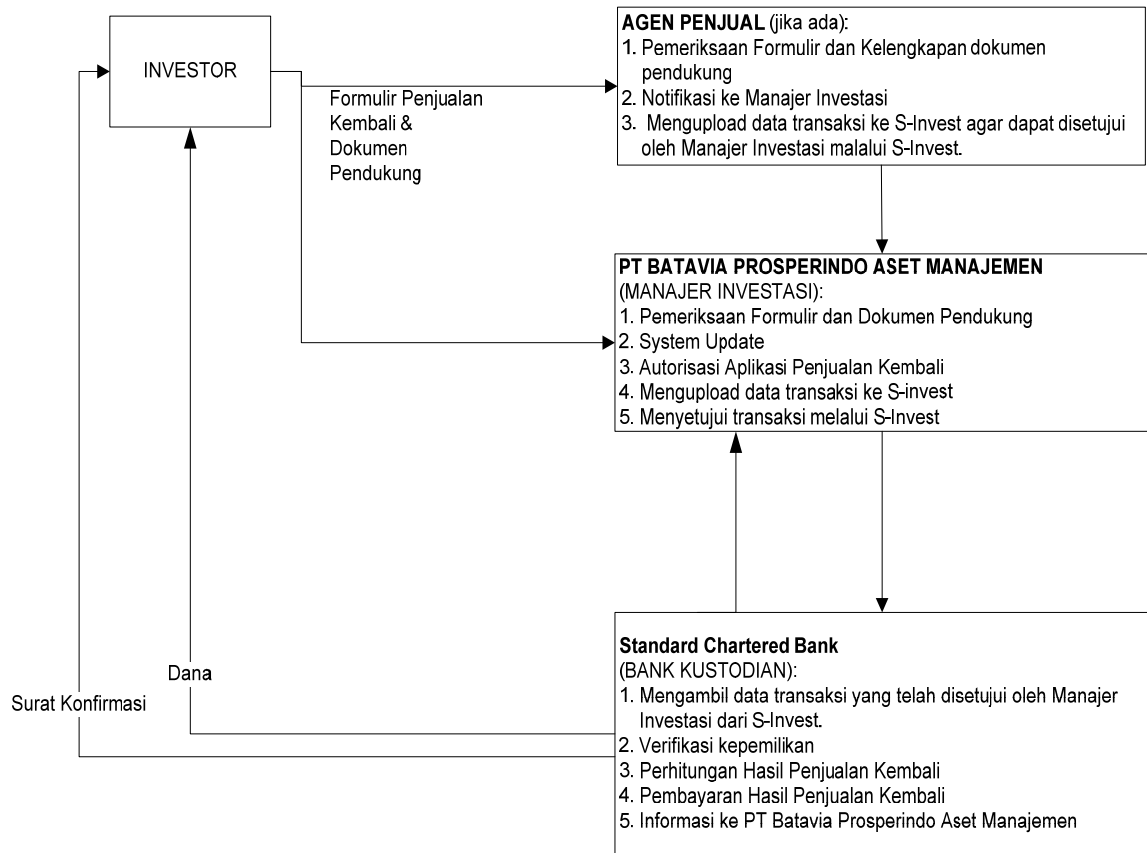 INVESTOR
Formulir Penjualan
Kembali &
Dokumen
Pendukung
AGEN PENJUAL (jika ada):
1. Pemeriksaan Formulir dan Kelengkapan dokumen
pendukung
2. Notifikasi ke Manajer Investasi
3. Mengupload data transaksi ke S-Invest agar dapat disetujui
oleh Manajer Investasi malalui S-Invest.
PT BATAVIA PROSPERINDO ASET MANAJEMEN
(MANAJER INVESTASI):
1. Pemeriksaan Formulir dan Dokumen Pendukung
2. System Update
3. Autorisasi Aplikasi Penjualan Kembali
4. Mengupload data transaksi ke S-invest
5. Menyetujui transaksi melalui S-Invest
Standard Chartered Bank
(BANK KUSTODIAN):
1. Mengambil data transaksi yang telah disetujui oleh Manajer
Investasi dari S-Invest.
2. Verifikasi kepemilikan
3. Perhitungan Hasil Penjualan Kembali
4. Pembayaran Hasil Penjualan Kembali
5. Informasi ke PT Batavia Prosperindo Aset Manajemen
Dana
Surat Konfirmasi